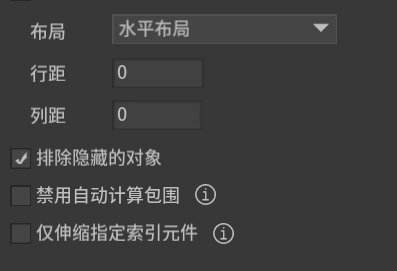 布局 水平布局
行距 0
列距 0
排除隐藏的对象
禁用自动计算包围
仅伸缩指定索引元件